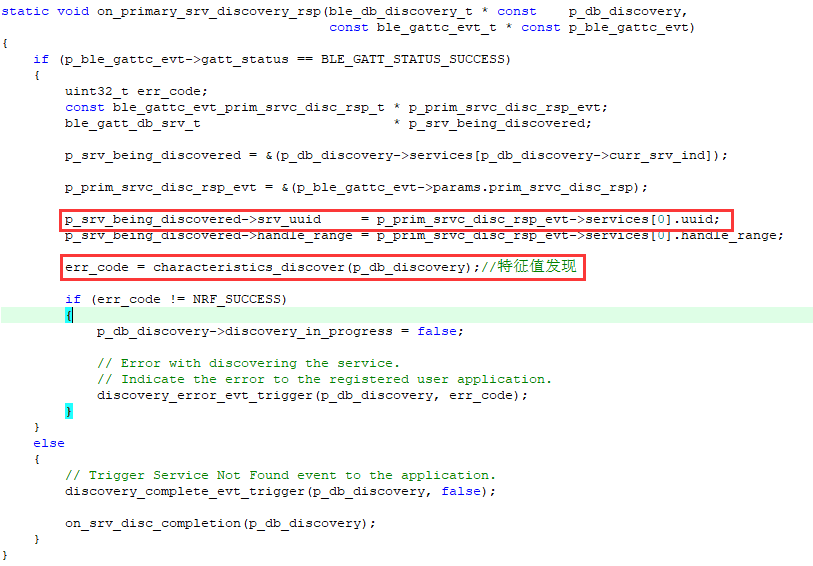 static void on_primary_srv_discovery_rsp(ble_db_discovery_t * const    p_db_discovery,
                                         const ble_gattc_evt_t * const p_ble_gattc_evt)
{
    if (p_ble_gattc_evt->gatt_status == BLE_GATT_STATUS_SUCCESS)
    {
        uint32_t err_code;
        const ble_gattc_evt_prim_srvc_disc_rsp_t * p_prim_srvc_disc_rsp_evt;
        ble_gatt_db_srv_t                        * p_srv_being_discovered;

        p_srv_being_discovered = &(p_db_discovery->services[p_db_discovery->curr_srv_ind]);

        p_prim_srvc_disc_rsp_evt = &(p_ble_gattc_evt->params.prim_srvc_disc_rsp);

        p_srv_being_discovered->srv_uuid     = p_prim_srvc_disc_rsp_evt->services[0].uuid;
        p_srv_being_discovered->handle_range = p_prim_srvc_disc_rsp_evt->services[0].handle_range;

        err_code = characteristics_discover(p_db_discovery);//特征值发现

        if (err_code != NRF_SUCCESS)
        {
            p_db_discovery->discovery_in_progress = false;

            // Error with discovering the service.
            // Indicate the error to the registered user application.
            discovery_error_evt_trigger(p_db_discovery, err_code);
        }
    }
    else
    {
        // Trigger Service Not Found event to the application.
        discovery_complete_evt_trigger(p_db_discovery, false);

        on_srv_disc_completion(p_db_discovery);
    }
}